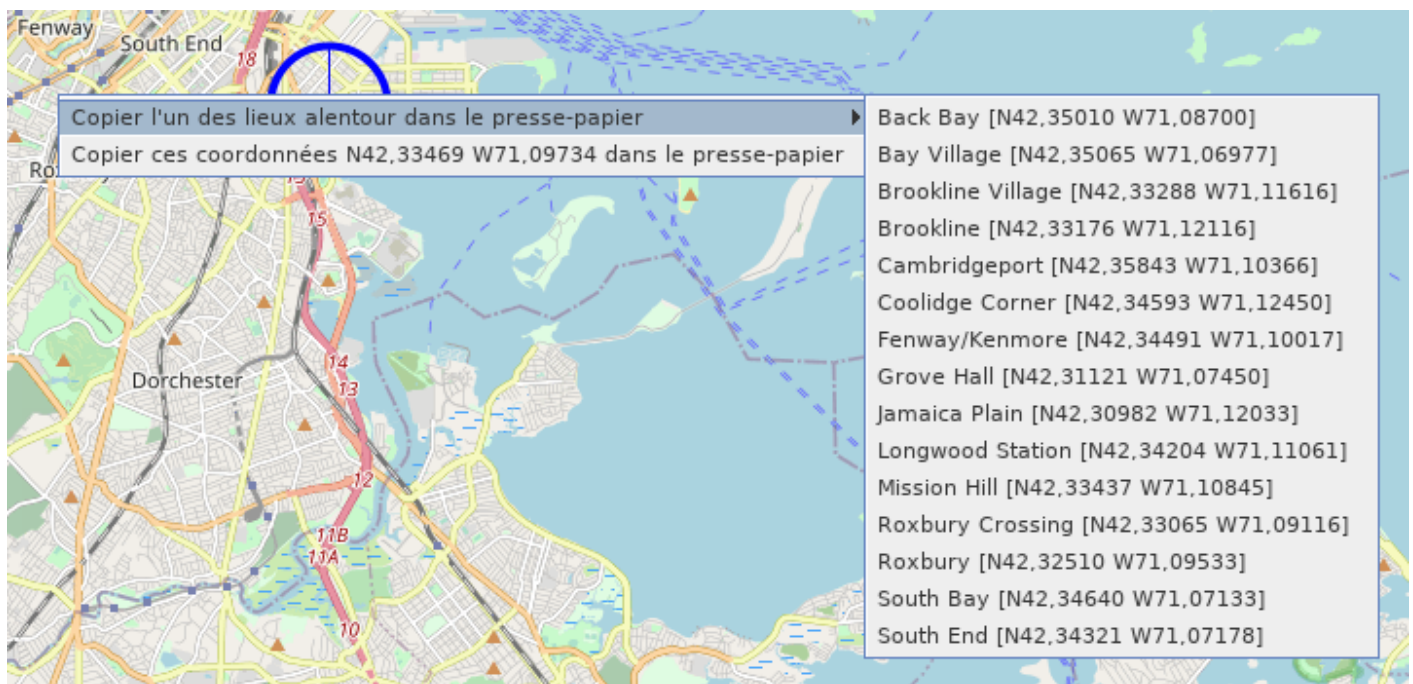 Fenway
South End
18
Copier l'un des lieux alentour dans le presse-papier
Copier ces coordonnées N42,33469 W71,09734 dans le presse-papier
Back Bay [N42,35010 W71,08700]
Bay Village [N42,35065 W71,06977]
Brookline Village [N42,33288 W71,11616]
Brookline [N42,33176 W71,12116]
Cambridgeport [N42,35843 W71,10366]
Coolidge Corner [N42,34593 W71,12450]
Fenway/Kenmore [N42,34491 W71,10017]
Grove Hall [N42,31121 W71,07450]
Jamaica Plain [N42,30982 W71,12033]
Longwood Station [N42,34204 W71,11061]
Mission Hill [N42,33437 W71,10845]
Roxbury Crossing [N42,33065 W71,09116]
Roxbury [N42,32510 W71,09533]
South Bay [N42,34640 W71,07133]
South End [N42,34321 W71,07178]
15
14
Dorchester
13
12
11B
11A
10